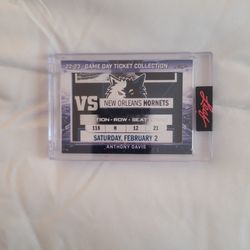 22-23 GAME DAY TICKET COLLECTION
VS NEW ORLEANS HORNETS
TION - ROW - SEAT
118 N 12 21
SATURDAY, FEBRUARY 2
ANTHONY DAVIS
Leaf